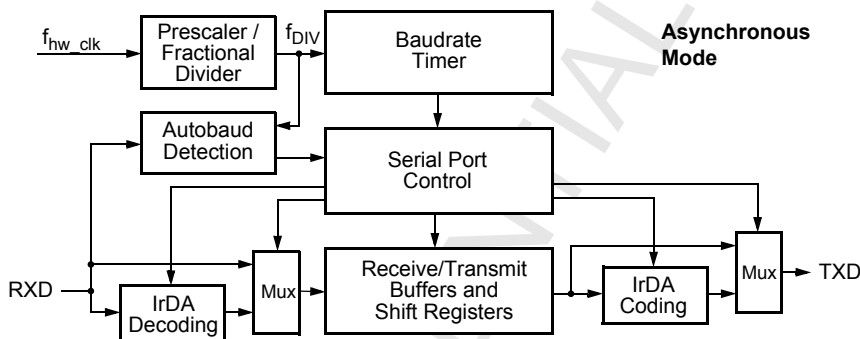 f_hw_clk
Prescaler /
Fractional
Divider
f_DIV
Baudrate
Timer
Asynchronous
Mode
Autobaud
Detection
Serial Port
Control
RXD
IrDA
Decoding
Mux
Receive/Transmit
Buffers and
Shift Registers
IrDA
Coding
Mux
TXD
NTIAL